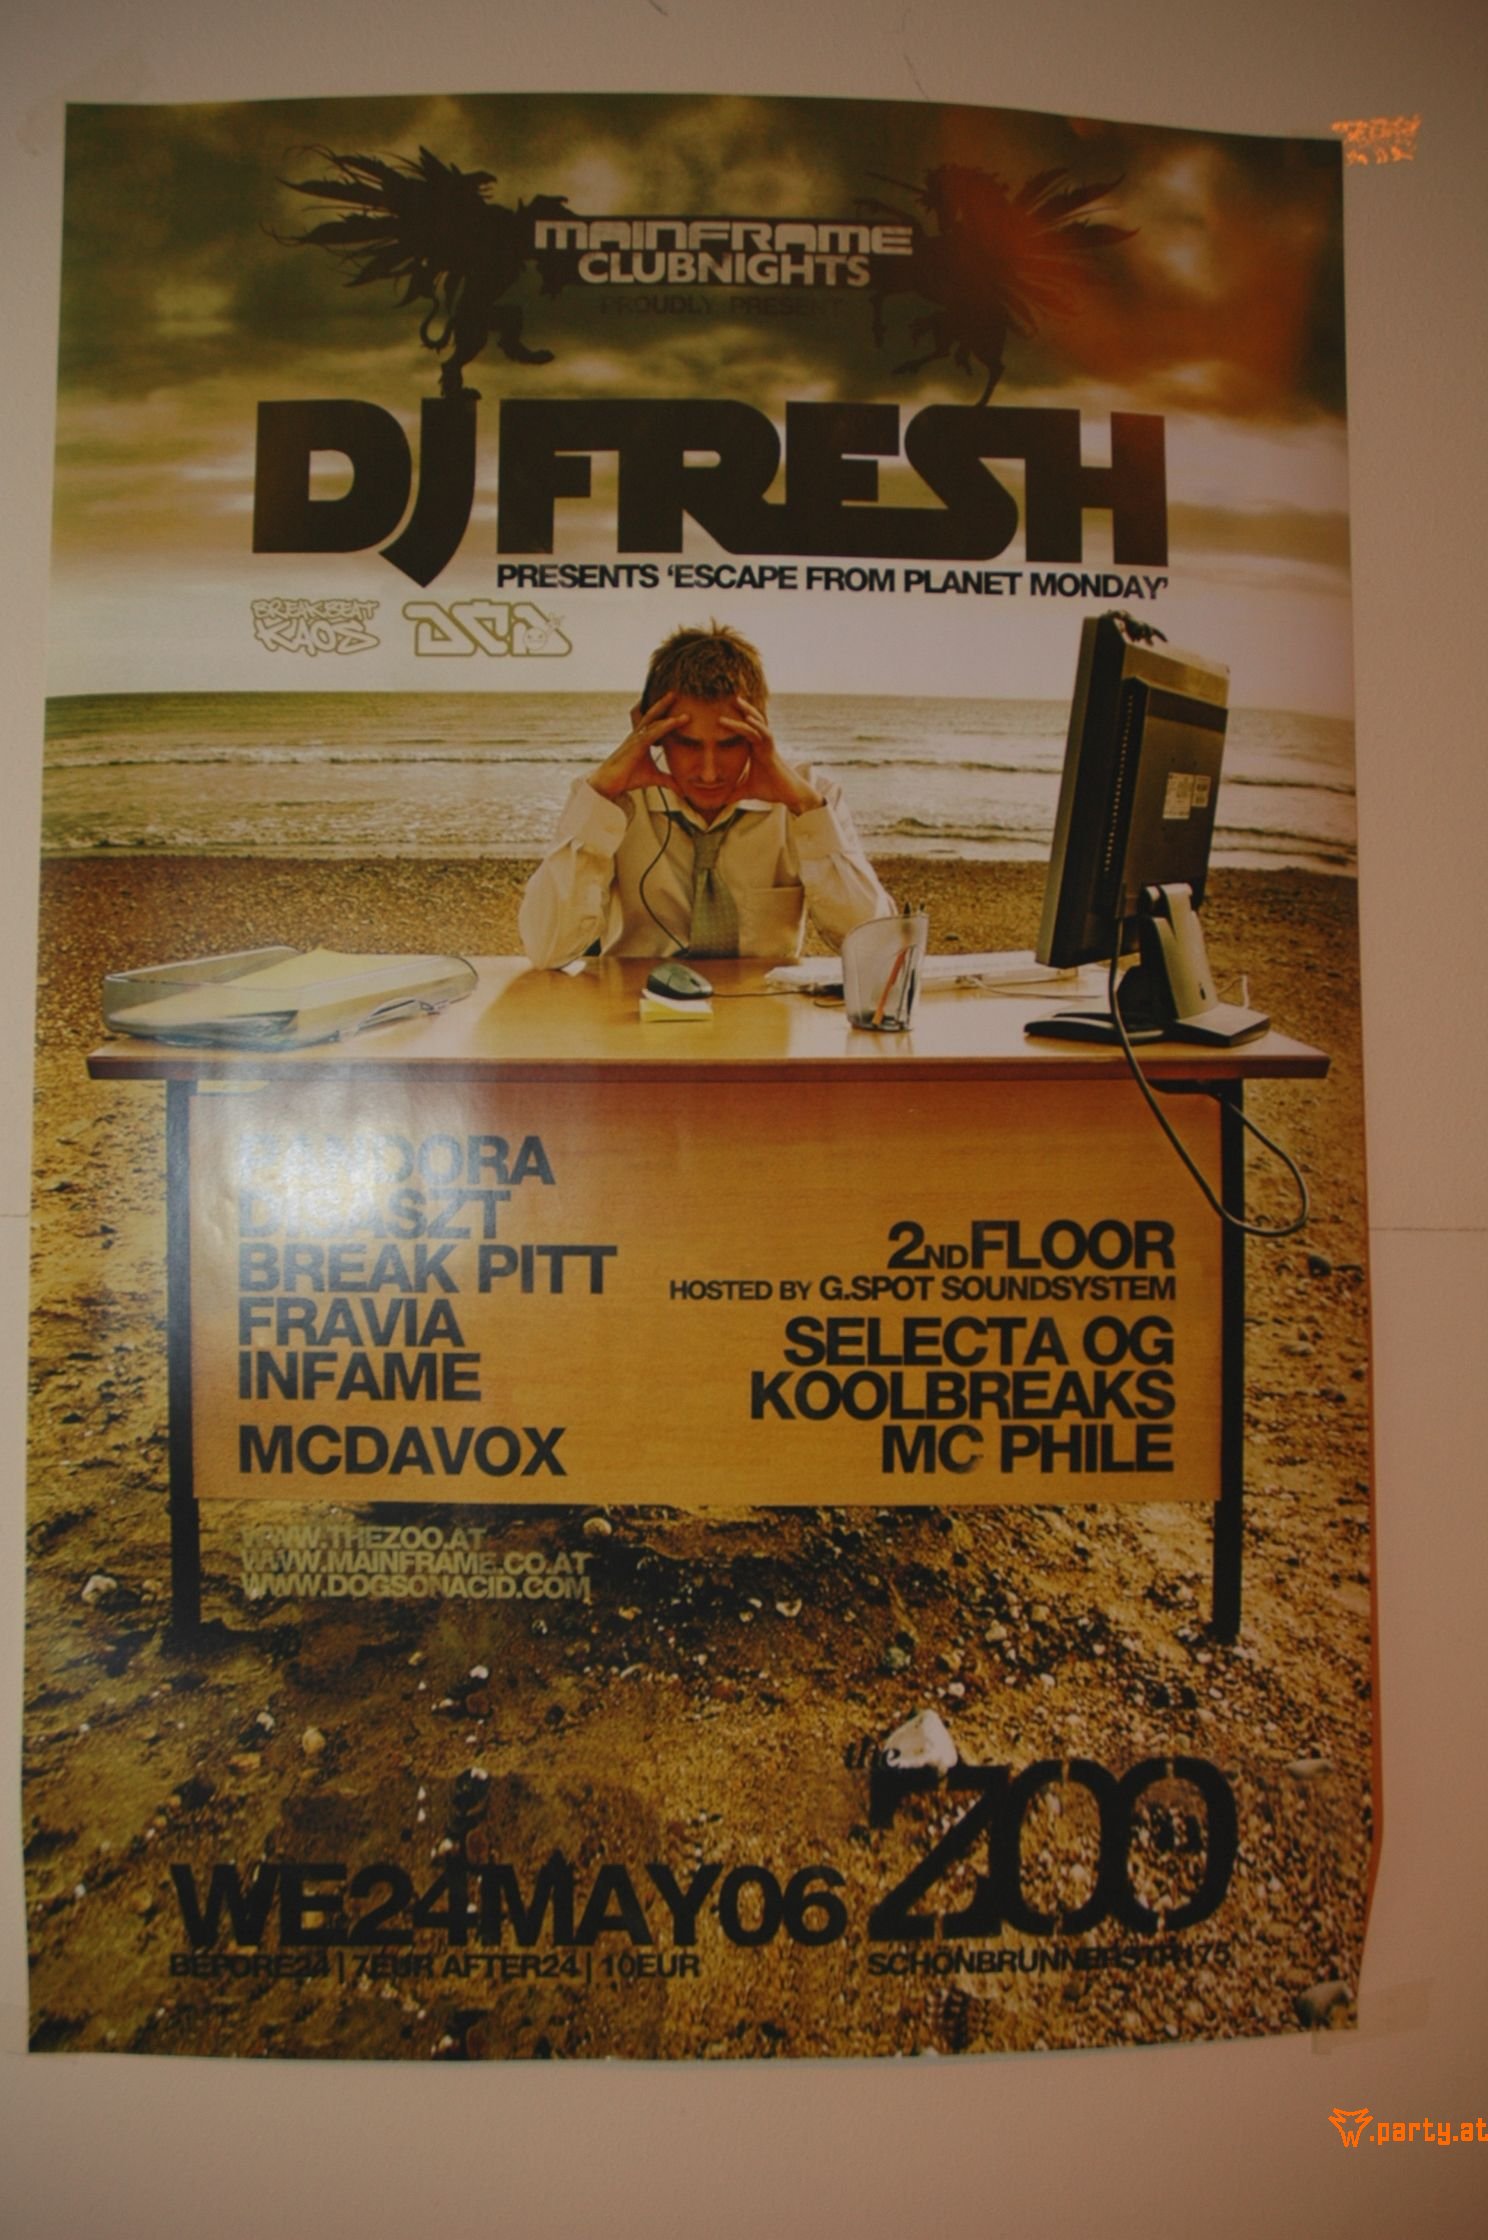 MAINFRAME
CLUBNIGHTS
PROUDLY PRESENT
DJ FRESH
PRESENTS 'ESCAPE FROM PLANET MONDAY'
BREAKBEAT
KAOS
PANDORA
DISASZT
BREAK PITT
FRAVIA
INFAME
MCDAVOX
2ND FLOOR
HOSTED BY G.SPOT SOUNDSYSTEM
SELECTA OG
KOOLBREAKS
MC PHILE
WWW.THEZOO.AT
WWW.MAINFRAME.CO.AT
WWW.DOGSONACID.COM
the
ZOO
WE24MAY06
BEFORE24 | 7EUR AFTER24 | 10EUR
SCHÖNBRUNNERSTR175
.party.at